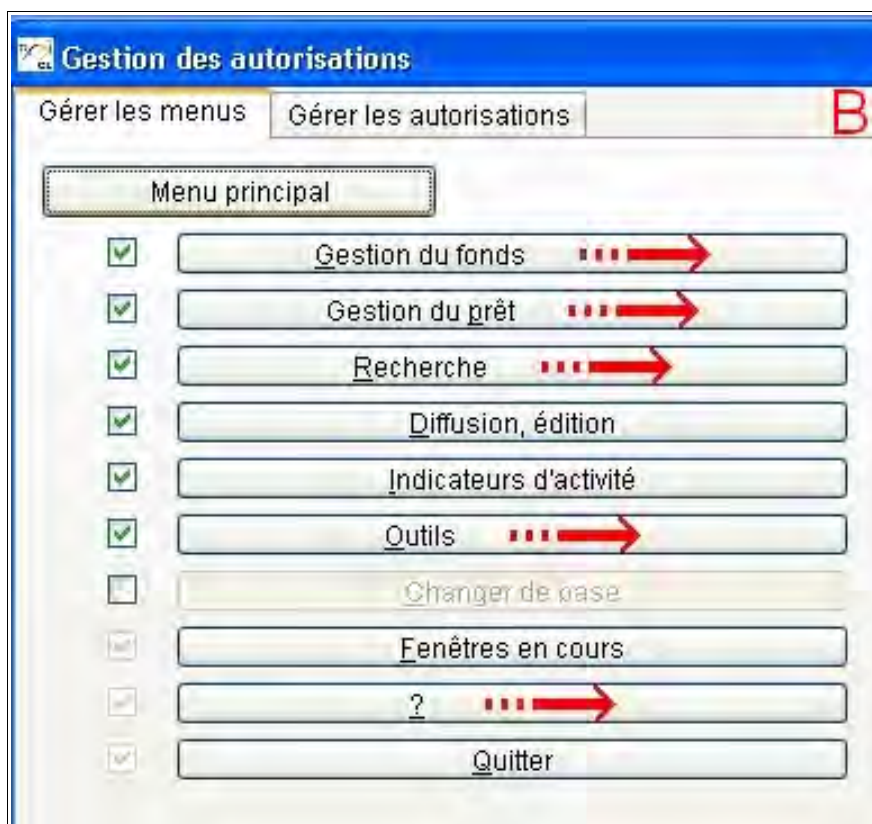 Gestion des autorisations
Gérer les menus Gérer les autorisations B
Menu principal
Gestion du fonds
Gestion du prêt
Recherche
Diffusion, édition
Indicateurs d'activité
Outils
Changer de base
Fenêtres en cours
?
Quitter